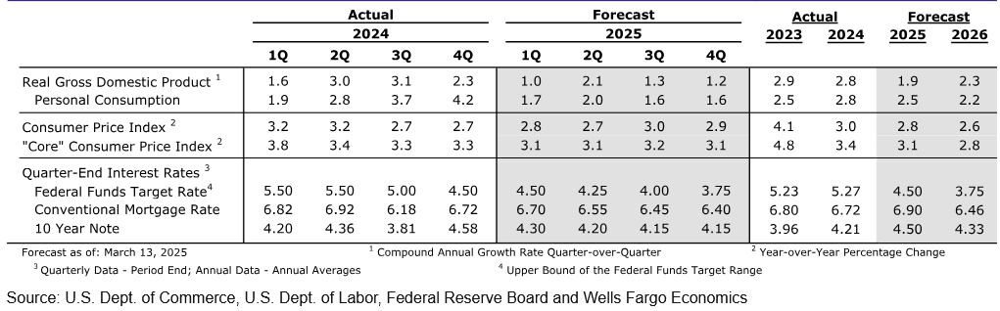 Actual Forecast Actual Forecast
2024 2025 2023 2024 2025 2026
1Q 2Q 3Q 4Q 1Q 2Q 3Q 4Q
Real Gross Domestic Product 1 1.6 3.0 3.1 2.3 1.0 2.1 1.3 1.2 2.9 2.8 1.9 2.3
Personal Consumption 1.9 2.8 3.7 4.2 1.7 2.0 1.6 1.6 2.5 2.8 2.5 2.2
Consumer Price Index 2 3.2 3.2 2.7 2.7 2.8 2.7 3.0 2.9 4.1 3.0 2.8 2.6
"Core" Consumer Price Index 2 3.8 3.4 3.3 3.3 3.1 3.1 3.2 3.1 4.8 3.4 3.1 2.8
Quarter-End Interest Rates 3
Federal Funds Target Rate4 5.50 5.50 5.00 4.50 4.50 4.25 4.00 3.75 5.23 5.27 4.50 3.75
Conventional Mortgage Rate 6.82 6.92 6.18 6.72 6.70 6.55 6.45 6.40 6.80 6.72 6.90 6.46
10 Year Note 4.20 4.36 3.81 4.58 4.30 4.20 4.15 4.15 3.96 4.21 4.50 4.33
Forecast as of: March 13, 2025 1 Compound Annual Growth Rate Quarter-over-Quarter 2 Year-over-Year Percentage Change
3 Quarterly Data - Period End; Annual Data - Annual Averages 4 Upper Bound of the Federal Funds Target Range
Source: U.S. Dept. of Commerce, U.S. Dept. of Labor, Federal Reserve Board and Wells Fargo Economics